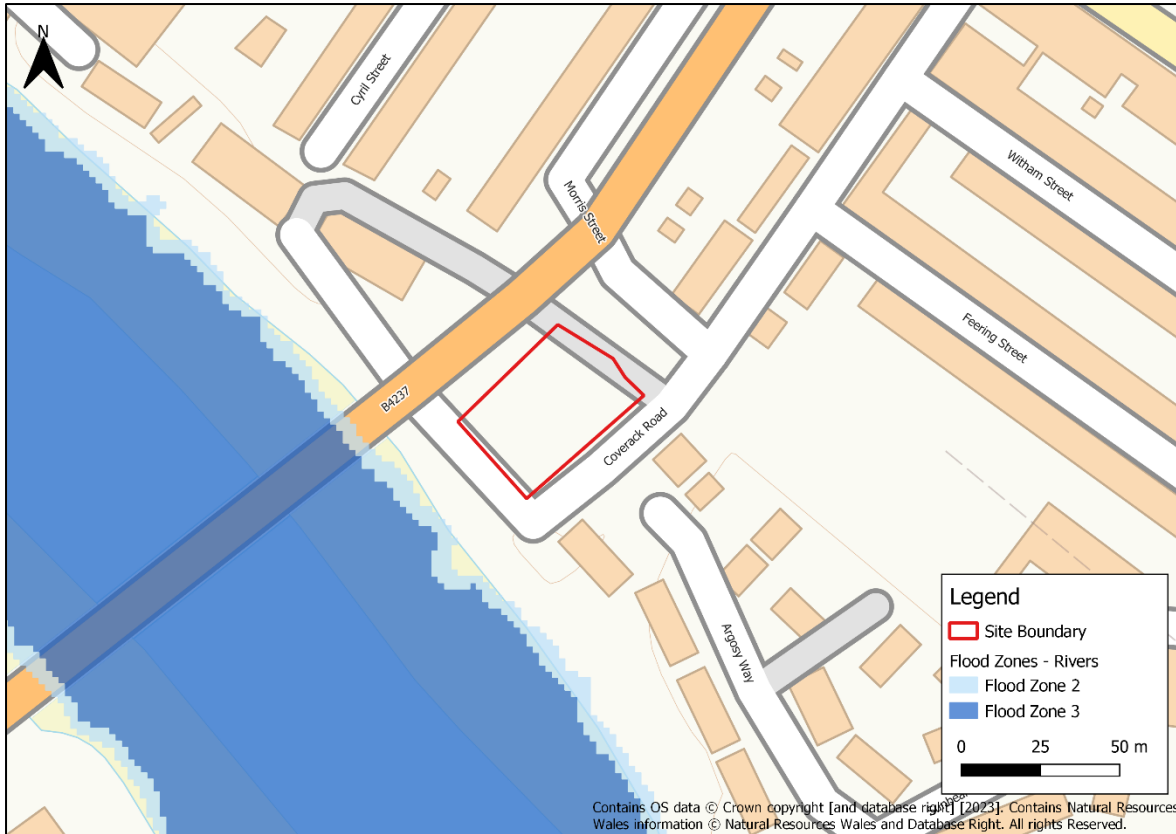 N
Cyril Street
Morris Street
Witham Street
Feering Street
B4237
Coverack Road
Argosy Way
Legend
Site Boundary
Flood Zones - Rivers
Flood Zone 2
Flood Zone 3
0 25 50 m
Contains OS data © Crown copyright [and database right] [2023]. Contains Natural Resources
Wales information © Natural Resources Wales and Database Right. All rights Reserved.